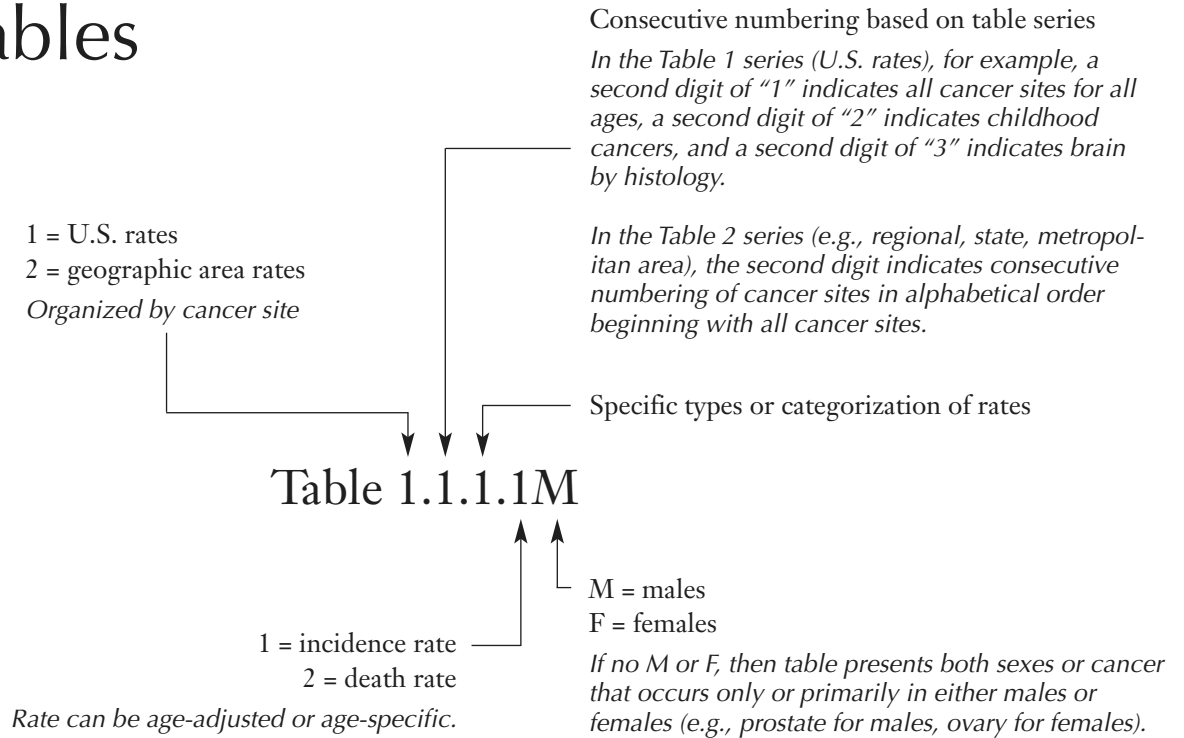 Consecutive numbering based on table series
In the Table 1 series (U.S. rates), for example, a
second digit of “1” indicates all cancer sites for all
ages, a second digit of “2” indicates childhood
cancers, and a second digit of “3” indicates brain
by histology.
In the Table 2 series (e.g., regional, state, metropol-
itan area), the second digit indicates consecutive
numbering of cancer sites in alphabetical order
beginning with all cancer sites.
1 = U.S. rates
2 = geographic area rates
Organized by cancer site
Specific types or categorization of rates
Table 1.1.1.1M
M = males
F = females
If no M or F, then table presents both sexes or cancer
that occurs only or primarily in either males or
females (e.g., prostate for males, ovary for females).
1 = incidence rate
2 = death rate
Rate can be age-adjusted or age-specific.